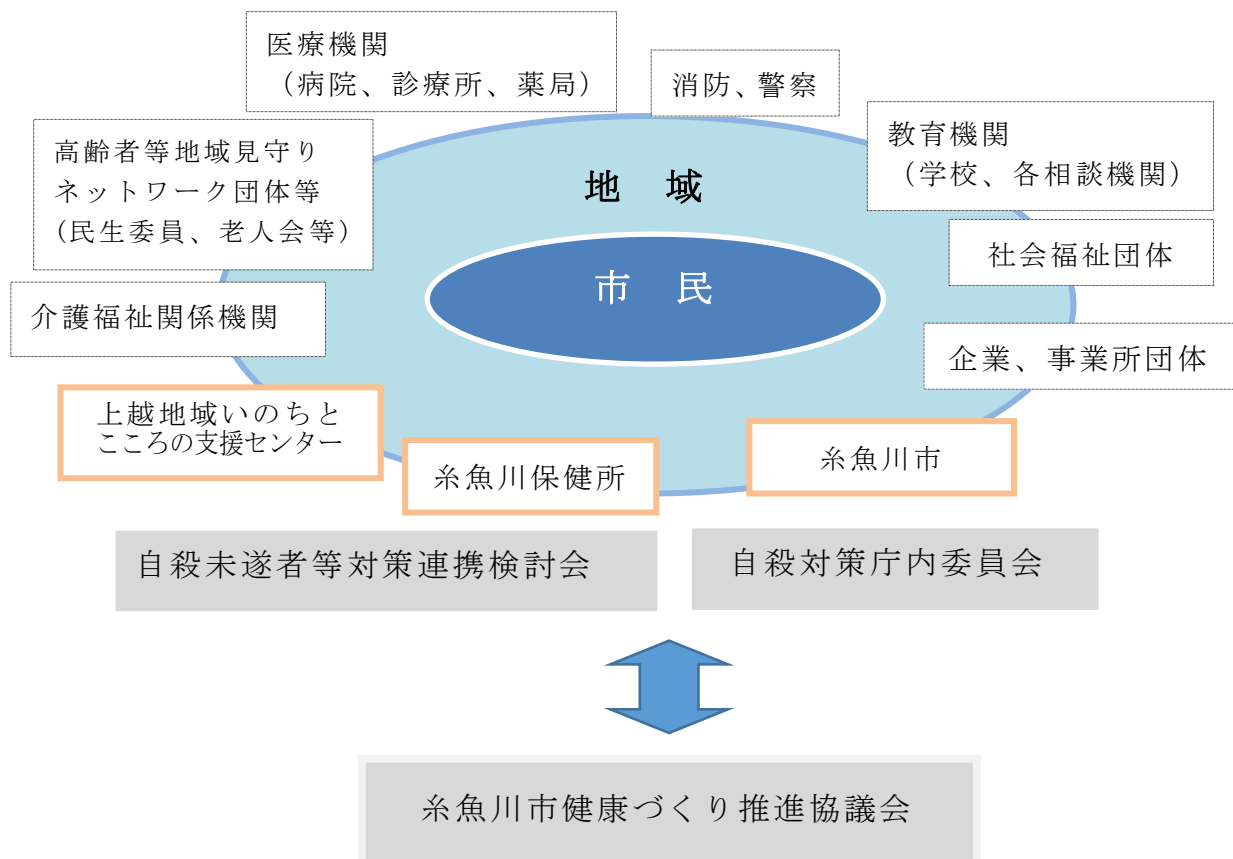 医療機関
（病院、診療所、薬局）
消防、警察
高齢者等地域見守り
ネットワーク団体等
（民生委員、老人会等）
教育機関
（学校、各相談機関）
地　域
社会福祉団体
市　民
介護福祉関係機関
企業、事業所団体
上越地域いのちと
こころの支援センター
糸魚川保健所
糸魚川市
自殺未遂者等対策連携検討会
自殺対策庁内委員会
糸魚川市健康づくり推進協議会